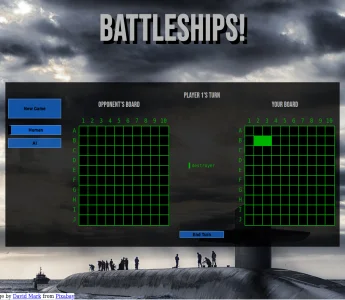 BATTLESHIPS!
PLAYER 1'S TURN
New Game
OPPONENT'S BOARD
YOUR BOARD
1 2 3 4 5 6 7 8 9 10
1 2 3 4 5 6 7 8 9 10
Human
AI
A
B
C
D
E
F
G
H
I
J
A
B
C
D
E
F
G
H
I
J
destroyer
End Turn
ge by David Mark from Pixabay